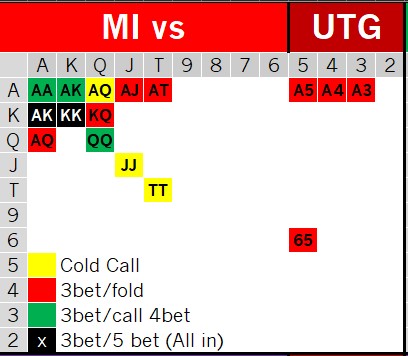 MI vs UTG
A K Q J T 9 8 7 6 5 4 3 2
A AA AK AQ AJ AT A5 A4 A3
K AK KK KQ
Q AQ QQ
J JJ
T TT
9
6 65
5 Cold Call
4 3bet/fold
3 3bet/call 4bet
2 x 3bet/5 bet (All in)